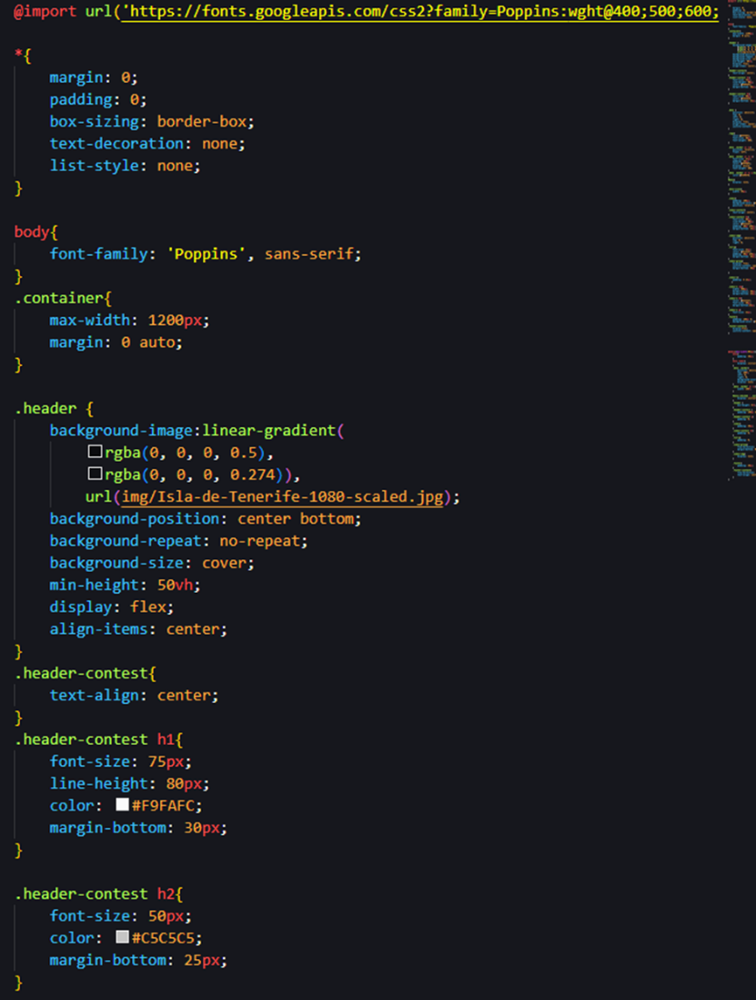 @import url('https://fonts.googleapis.com/css2?family=Poppins:wght@400;500;600;
*{
margin: 0;
padding: 0;
box-sizing: border-box;
text-decoration: none;
list-style: none;
}
body{
font-family: 'Poppins', sans-serif;
}
.container{
max-width: 1200px;
margin: 0 auto;
}
.header {
background-image:linear-gradient(
rgba(0, 0, 0, 0.5),
rgba(0, 0, 0, 0.274)),
url(img/Isla-de-Tenerife-1080-scaled.jpg);
background-position: center bottom;
background-repeat: no-repeat;
background-size: cover;
min-height: 50vh;
display: flex;
align-items: center;
}
.header-contest{
text-align: center;
}
.header-contest h1{
font-size: 75px;
line-height: 80px;
color: #F9FAFC;
margin-bottom: 30px;
}
.header-contest h2{
font-size: 50px;
color: #C5C5C5;
margin-bottom: 25px;
}